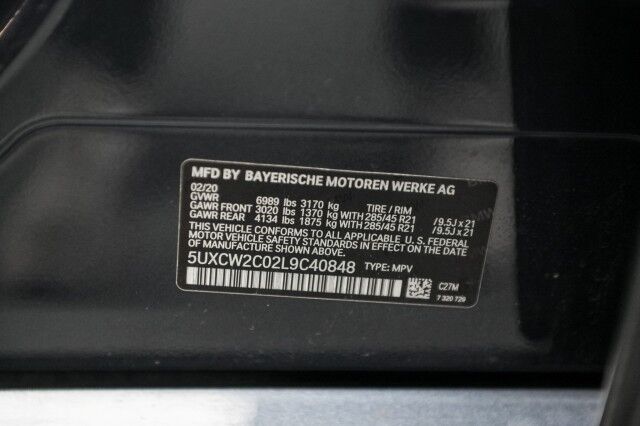 MFD BY BAYERISCHE MOTOREN WERKE AG
02/20
GVWR 6989 lbs 3170 kg TIRE / RIM
GAWR FRONT 3020 lbs 1370 kg WITH 285/45 R21 /9.5J x 21
GAWR REAR 4134 lbs 1875 kg WITH 285/45 R21 /9.5J x 21
THIS VEHICLE CONFORMS TO ALL APPLICABLE
U.S. FEDERAL MOTOR VEHICLE SAFETY STANDARDS
IN EFFECT ON THE DATE OF MANUFACTURE SHOWN ABOVE.
5UXCW2C02L9C40848 TYPE: MPV
C27M
7 320 729